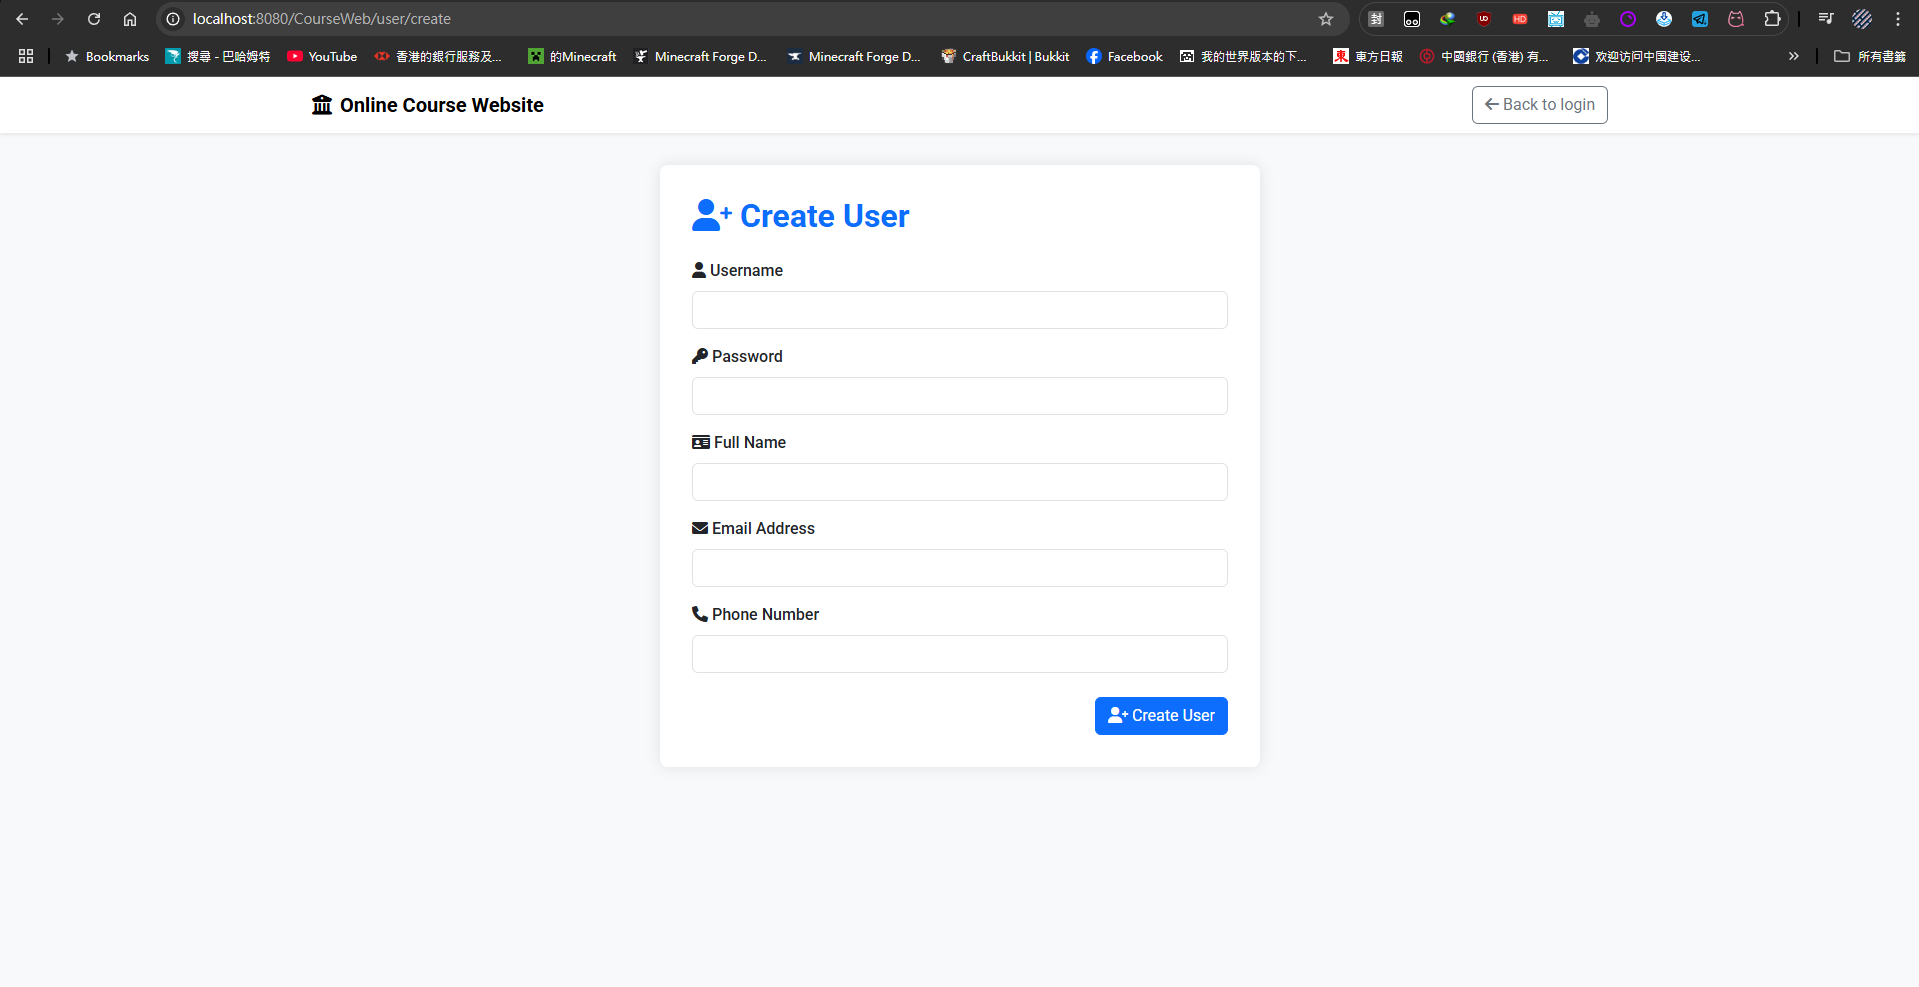 localhost:8080/CourseWeb/user/create
封 UD HD
Bookmarks 搜尋 - 巴哈姆特 YouTube 香港的銀行服務及... 的Minecraft Minecraft Forge D... Minecraft Forge D... CraftBukkit | Bukkit Facebook 我的世界版本的下... 東 東方日報 中國銀行 (香港) 有... 欢迎访问中国建设... » 所有書籤
Online Course Website
Back to login
Create User
Username
Password
Full Name
Email Address
Phone Number
Create User